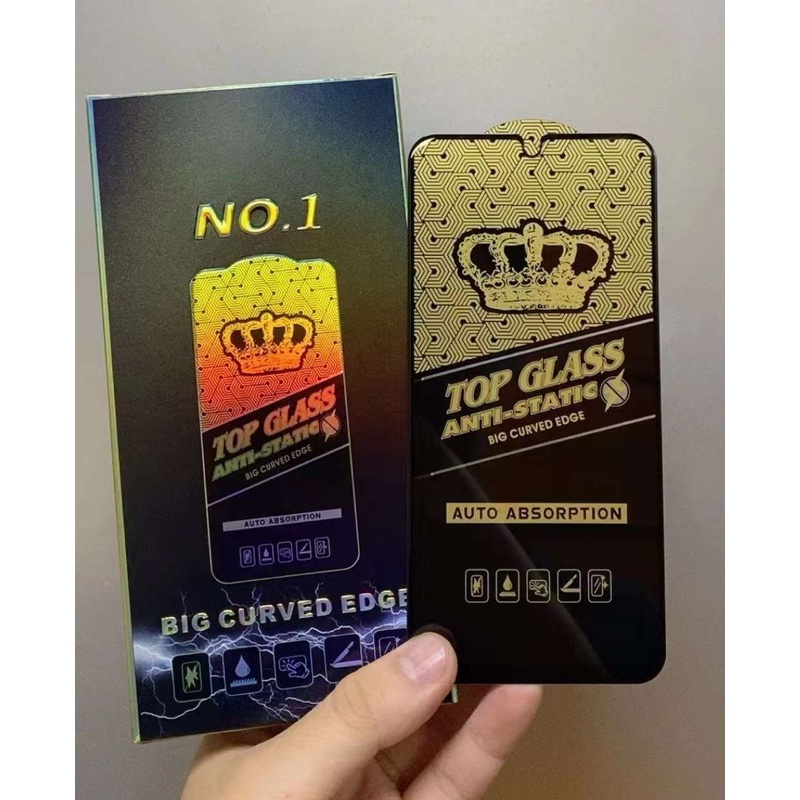 NO.1
TOP GLASS
ANTI-STATIC
BIG CURVED EDGE
AUTO ABSORPTION
BIG CURVED EDGE
TOP GLASS
ANTI-STATIC
BIG CURVED EDGE
AUTO ABSORPTION